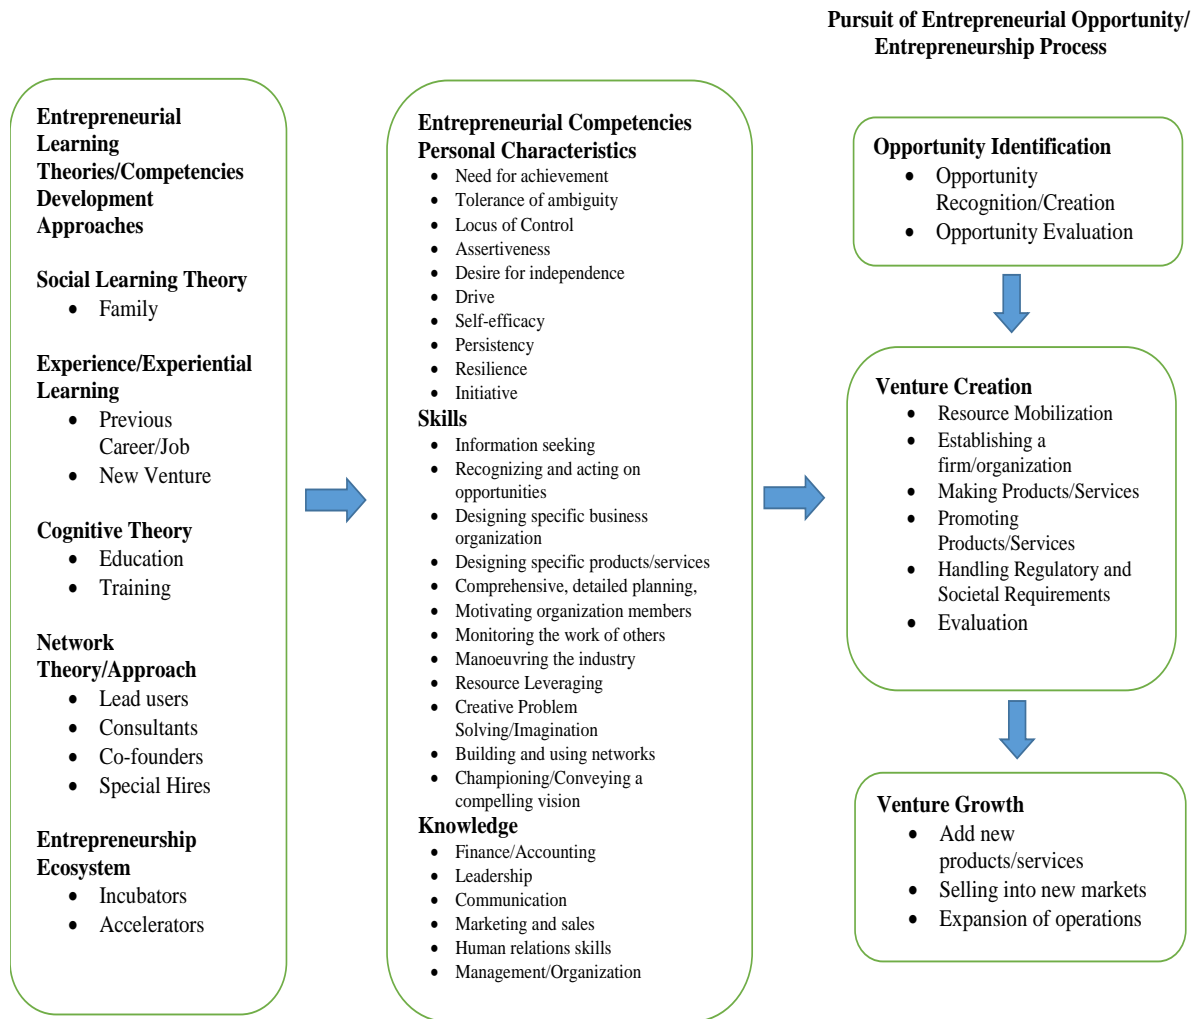 Pursuit of Entrepreneurial Opportunity/
Entrepreneurship Process
Entrepreneurial
Learning
Theories/Competencies
Development
Approaches
Social Learning Theory
• Family
Experience/Experiential
Learning
• Previous
Career/Job
• New Venture
Cognitive Theory
• Education
• Training
Network
Theory/Approach
• Lead users
• Consultants
• Co-founders
• Special Hires
Entrepreneurship
Ecosystem
• Incubators
• Accelerators
Entrepreneurial Competencies
Personal Characteristics
• Need for achievement
• Tolerance of ambiguity
• Locus of Control
• Assertiveness
• Desire for independence
• Drive
• Self-efficacy
• Persistency
• Resilience
• Initiative
Skills
• Information seeking
• Recognizing and acting on
opportunities
• Designing specific business
organization
• Designing specific products/services
• Comprehensive, detailed planning,
• Motivating organization members
• Monitoring the work of others
• Manoeuvring the industry
• Resource Leveraging
• Creative Problem
Solving/Imagination
• Building and using networks
• Championing/Conveying a
compelling vision
Knowledge
• Finance/Accounting
• Leadership
• Communication
• Marketing and sales
• Human relations skills
• Management/Organization
Opportunity Identification
• Opportunity
Recognition/Creation
• Opportunity Evaluation
Venture Creation
• Resource Mobilization
• Establishing a
firm/organization
• Making Products/Services
• Promoting
Products/Services
• Handling Regulatory and
Societal Requirements
• Evaluation
Venture Growth
• Add new
products/services
• Selling into new markets
• Expansion of operations